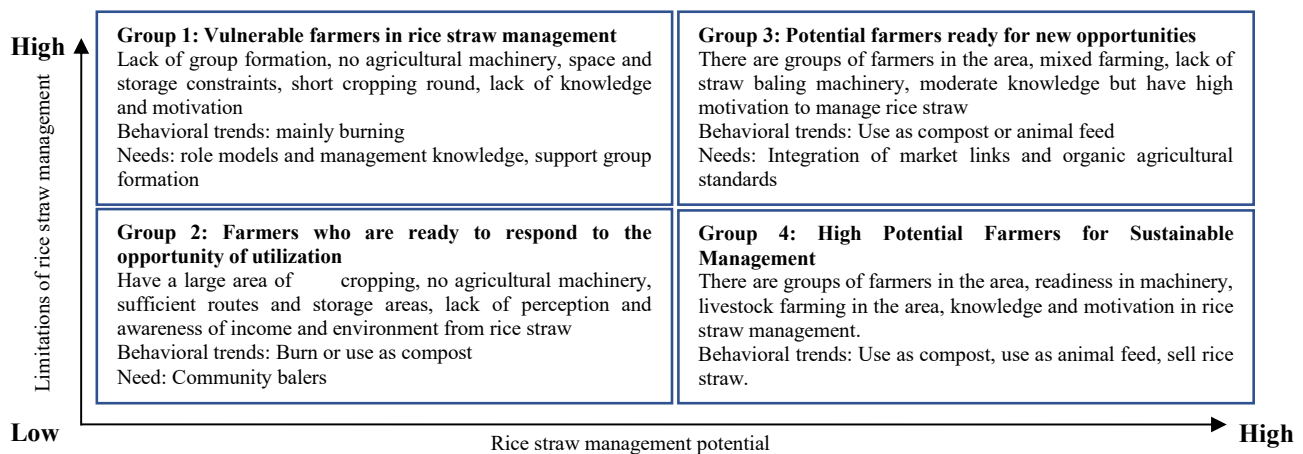 High
Limitations of rice straw management
Group 1: Vulnerable farmers in rice straw management
Lack of group formation, no agricultural machinery, space and
storage constraints, short cropping round, lack of knowledge
and motivation
Behavioral trends: mainly burning
Needs: role models and management knowledge, support group
formation
Group 3: Potential farmers ready for new opportunities
There are groups of farmers in the area, mixed farming, lack of
straw baling machinery, moderate knowledge but have high
motivation to manage rice straw
Behavioral trends: Use as compost or animal feed
Needs: Integration of market links and organic agricultural
standards
Group 2: Farmers who are ready to respond to the
opportunity of utilization
Have a large area of cropping, no agricultural machinery,
sufficient routes and storage areas, lack of perception and
awareness of income and environment from rice straw
Behavioral trends: Burn or use as compost
Need: Community balers
Group 4: High Potential Farmers for Sustainable
Management
There are groups of farmers in the area, readiness in machinery,
livestock farming in the area, knowledge and motivation in rice
straw management.
Behavioral trends: Use as compost, use as animal feed, sell rice
straw.
Low
Rice straw management potential
High